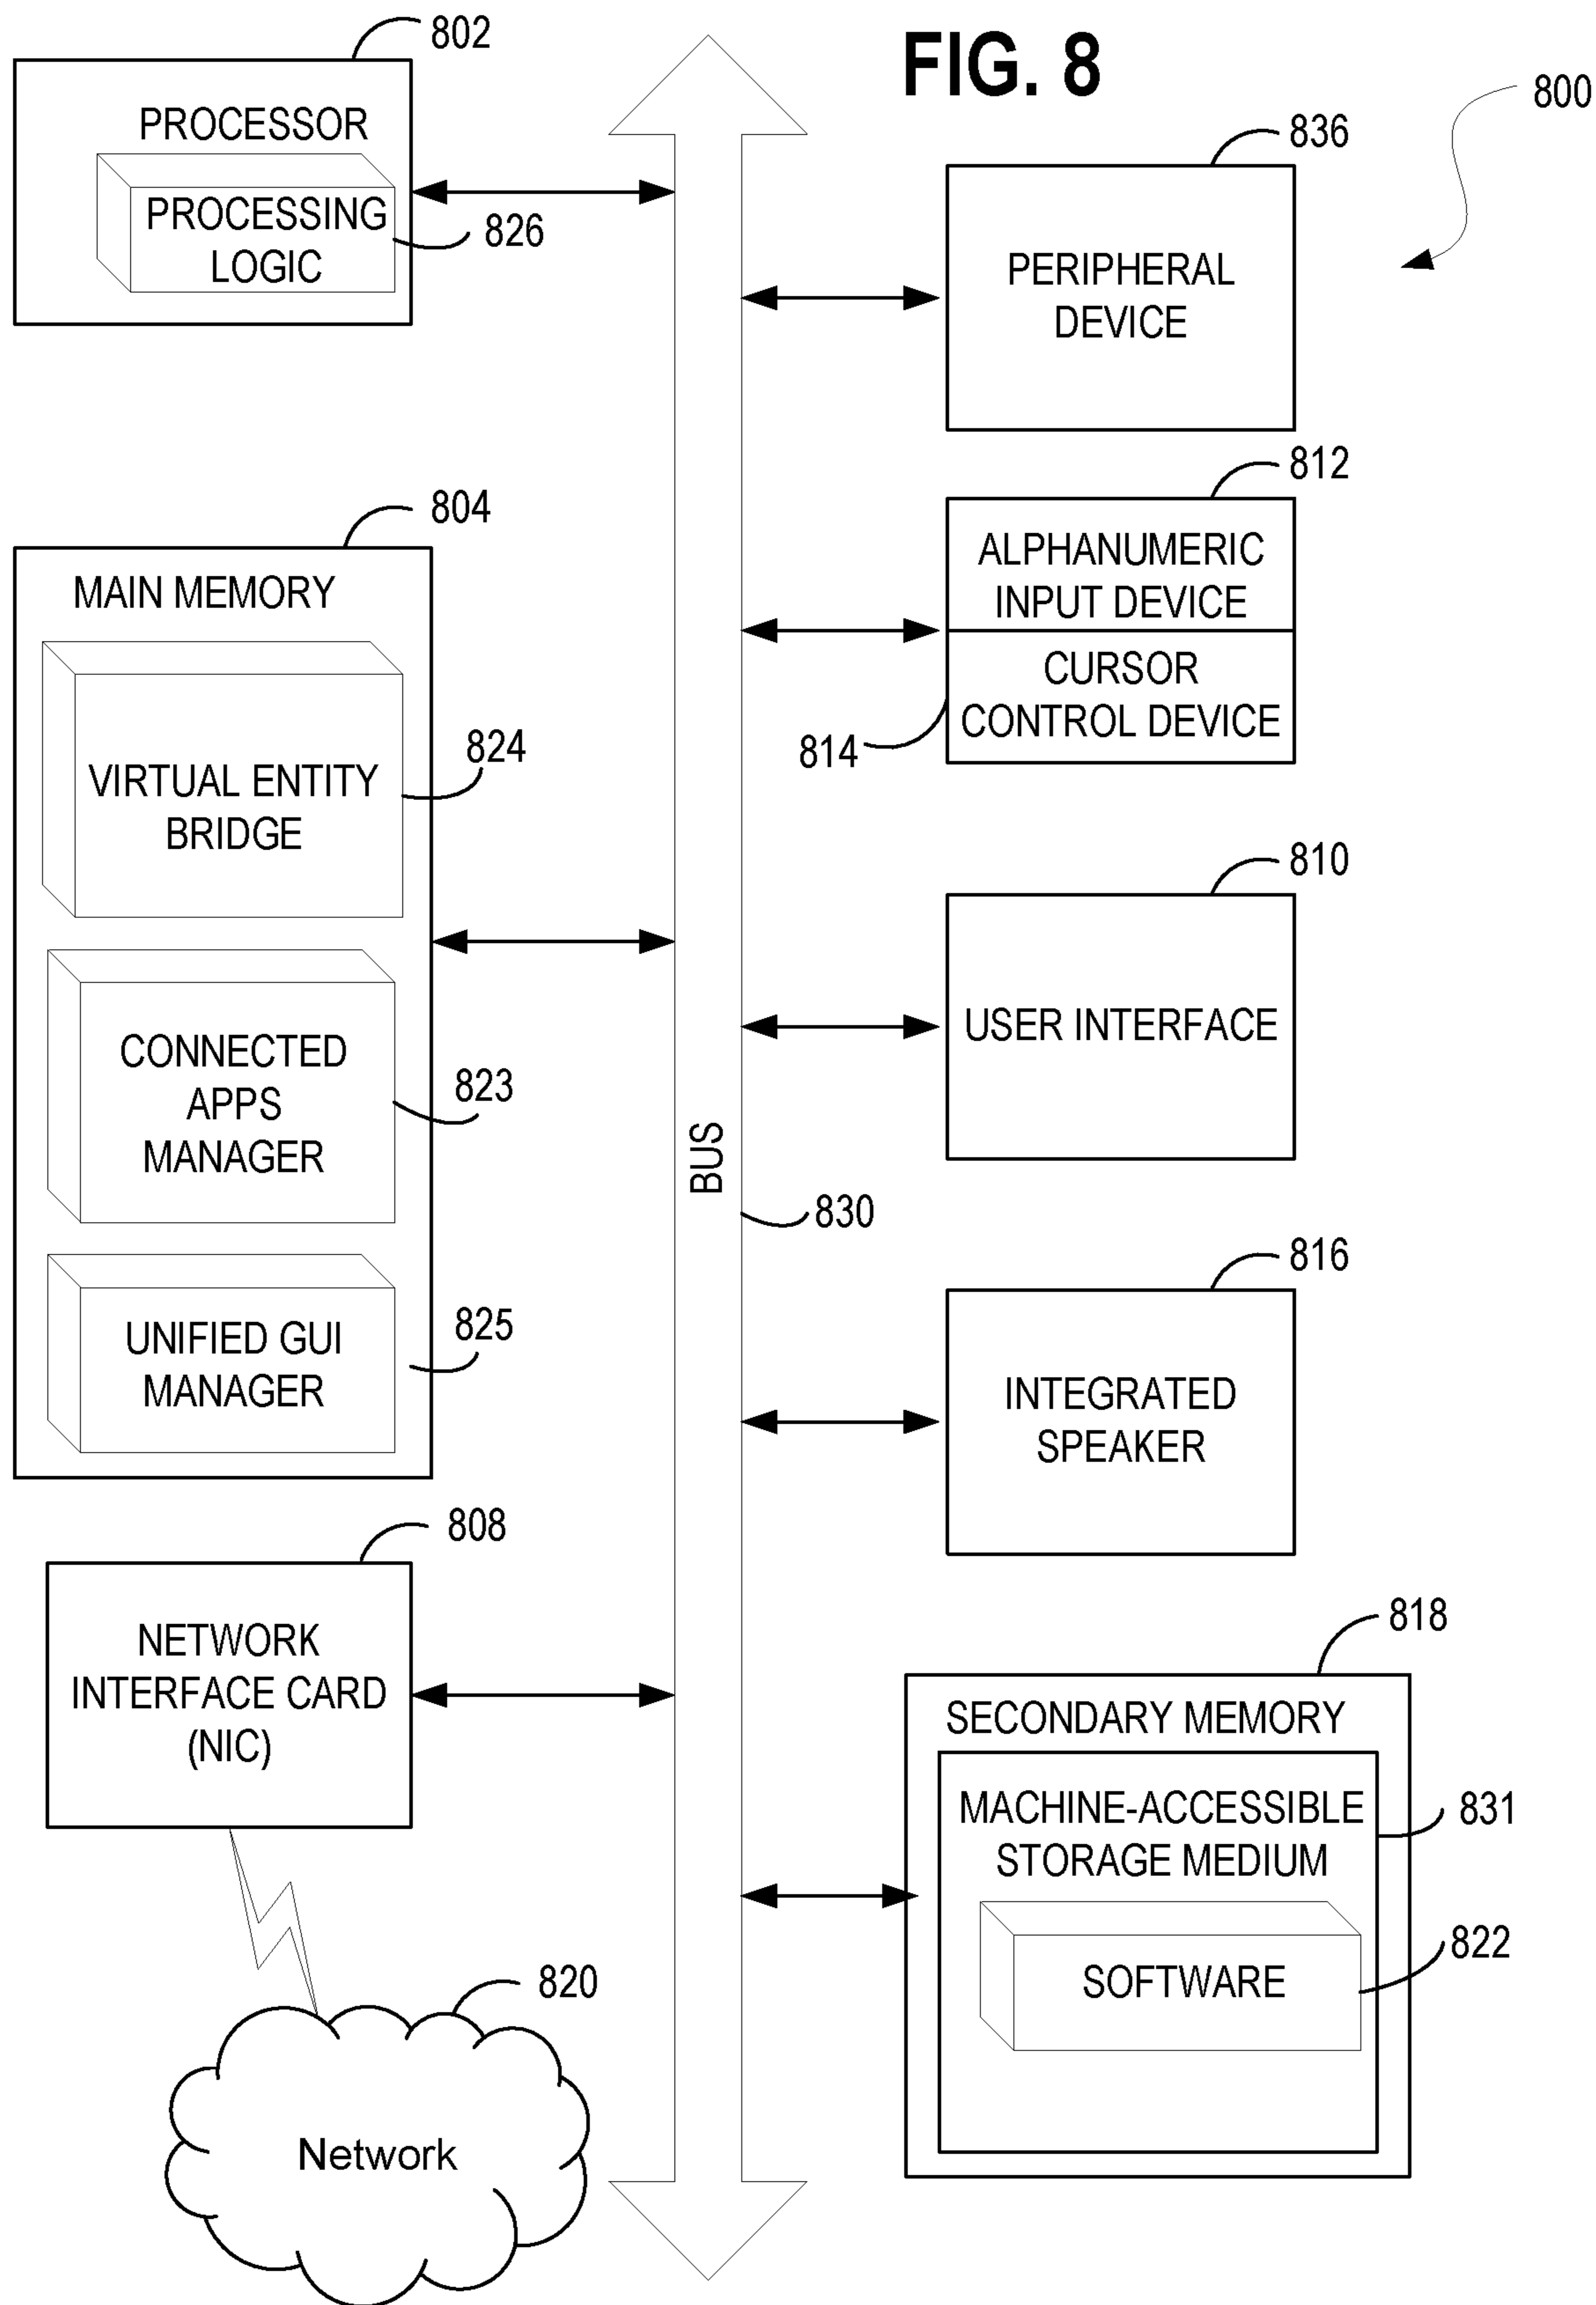 FIG. 8
800
802
PROCESSOR
PROCESSING
LOGIC
826
804
MAIN MEMORY
VIRTUAL ENTITY
BRIDGE
824
CONNECTED
APPS
MANAGER
823
UNIFIED GUI
MANAGER
825
808
NETWORK
INTERFACE CARD
(NIC)
820
Network
BUS
830
836
PERIPHERAL
DEVICE
812
ALPHANUMERIC
INPUT DEVICE
CURSOR
CONTROL DEVICE
814
810
USER INTERFACE
816
INTEGRATED
SPEAKER
818
SECONDARY MEMORY
MACHINE-ACCESSIBLE
STORAGE MEDIUM
831
SOFTWARE
822